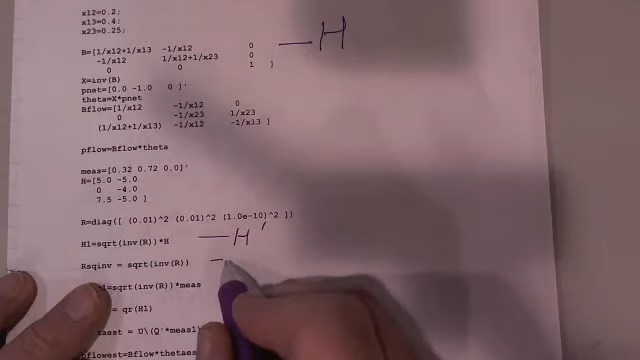 x12=0.2;
x13=0.4;
x23=0.25;
B=[1/x12+1/x13 -1/x12 0
-1/x12 1/x12+1/x23 0
0 0 1 ]
— H
X=inv(B)
pnet=[0.0 -1.0 0 ]'
theta=X*pnet
Bflow=[1/x12 -1/x12 0
0 -1/x23 1/x23
(1/x12+1/x13) -1/x12 -1/x13 ]
pflow=Bflow*theta
meas=[0.32 0.72 0.0]'
H=[5.0 -5.0
0 -4.0
7.5 -5.0 ]
R=diag([ (0.01)^2 (0.01)^2 (1.0e-10)^2 ])
H1=sqrt(inv(R))*H — H'
Rsqinv = sqrt(inv(R))
1=sqrt(inv(R))*meas
= qr(H1)
taest = U\(Q'*meas1)
pflowest=Bflow*thetaes